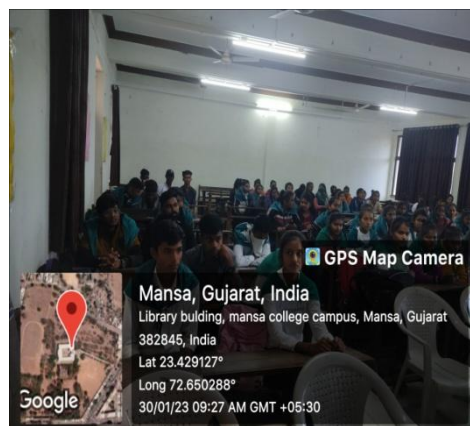 GPS Map Camera
Mansa, Gujarat, India
Library bulding, mansa college campus, Mansa, Gujarat
382845, India
Lat 23.429127°
Long 72.650288°
30/01/23 09:27 AM GMT +05:30
Google